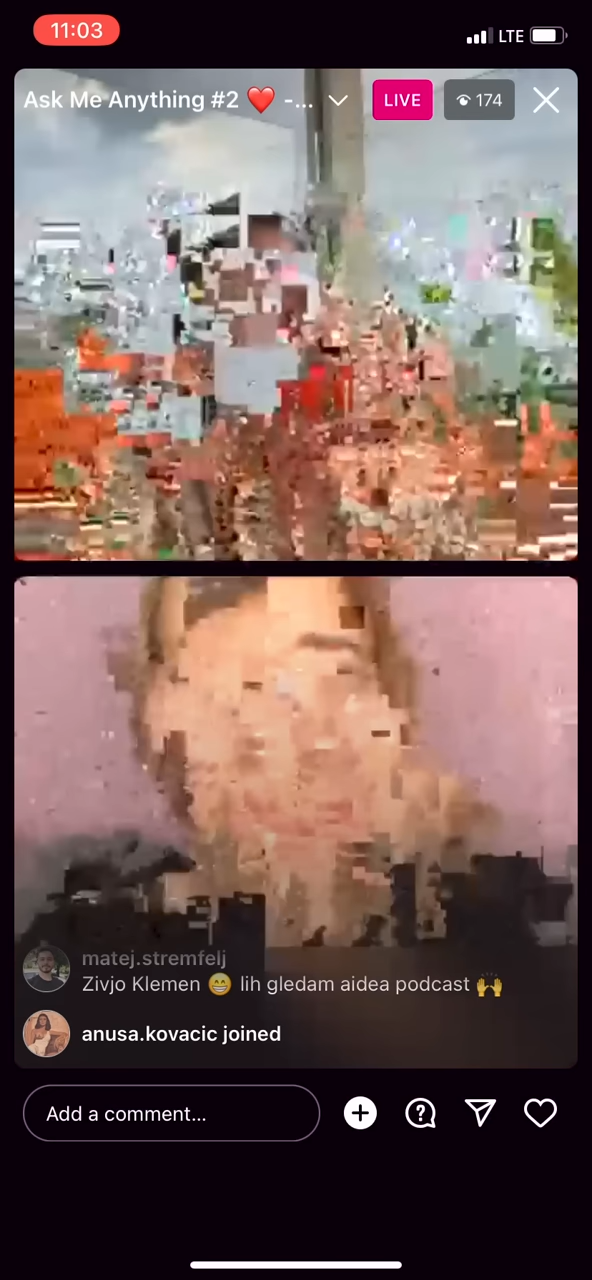 11:03
LTE
Ask Me Anything #2 ❤️ -...
LIVE
174
matej.stremfelj
Zivjo Klemen 😁 lih gledam aidea podcast 🙌
anusa.kovacic joined
Add a comment...